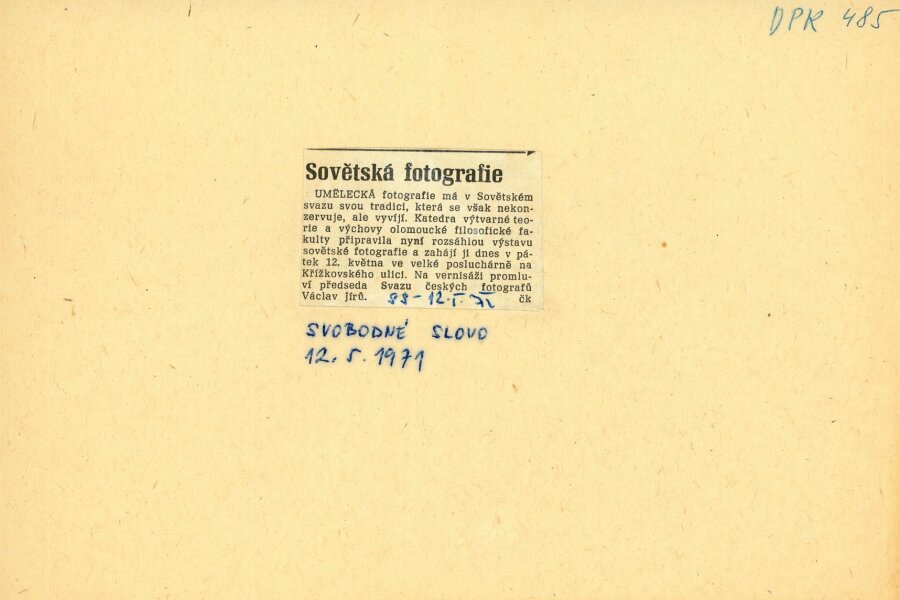 DPK 485
Sovětská fotografie
UMĚLECKÁ fotografie má v Sovětském
svazu svou tradici, která se však nekon-
zervuje, ale vyvíjí. Katedra výtvarné teo-
rie a výchovy olomoucké filosofické fa-
kulty připravila nyní rozsáhlou výstavu
sovětské fotografie a zahájí ji dnes v pá-
tek 12. května ve velké posluchárně na
Křížkovského ulici. Na vernisáži promlu-
ví předseda Svazu českých fotografů
Václav Jírů. čk
SVOBODNÉ SLOVO
12. 5. 1971